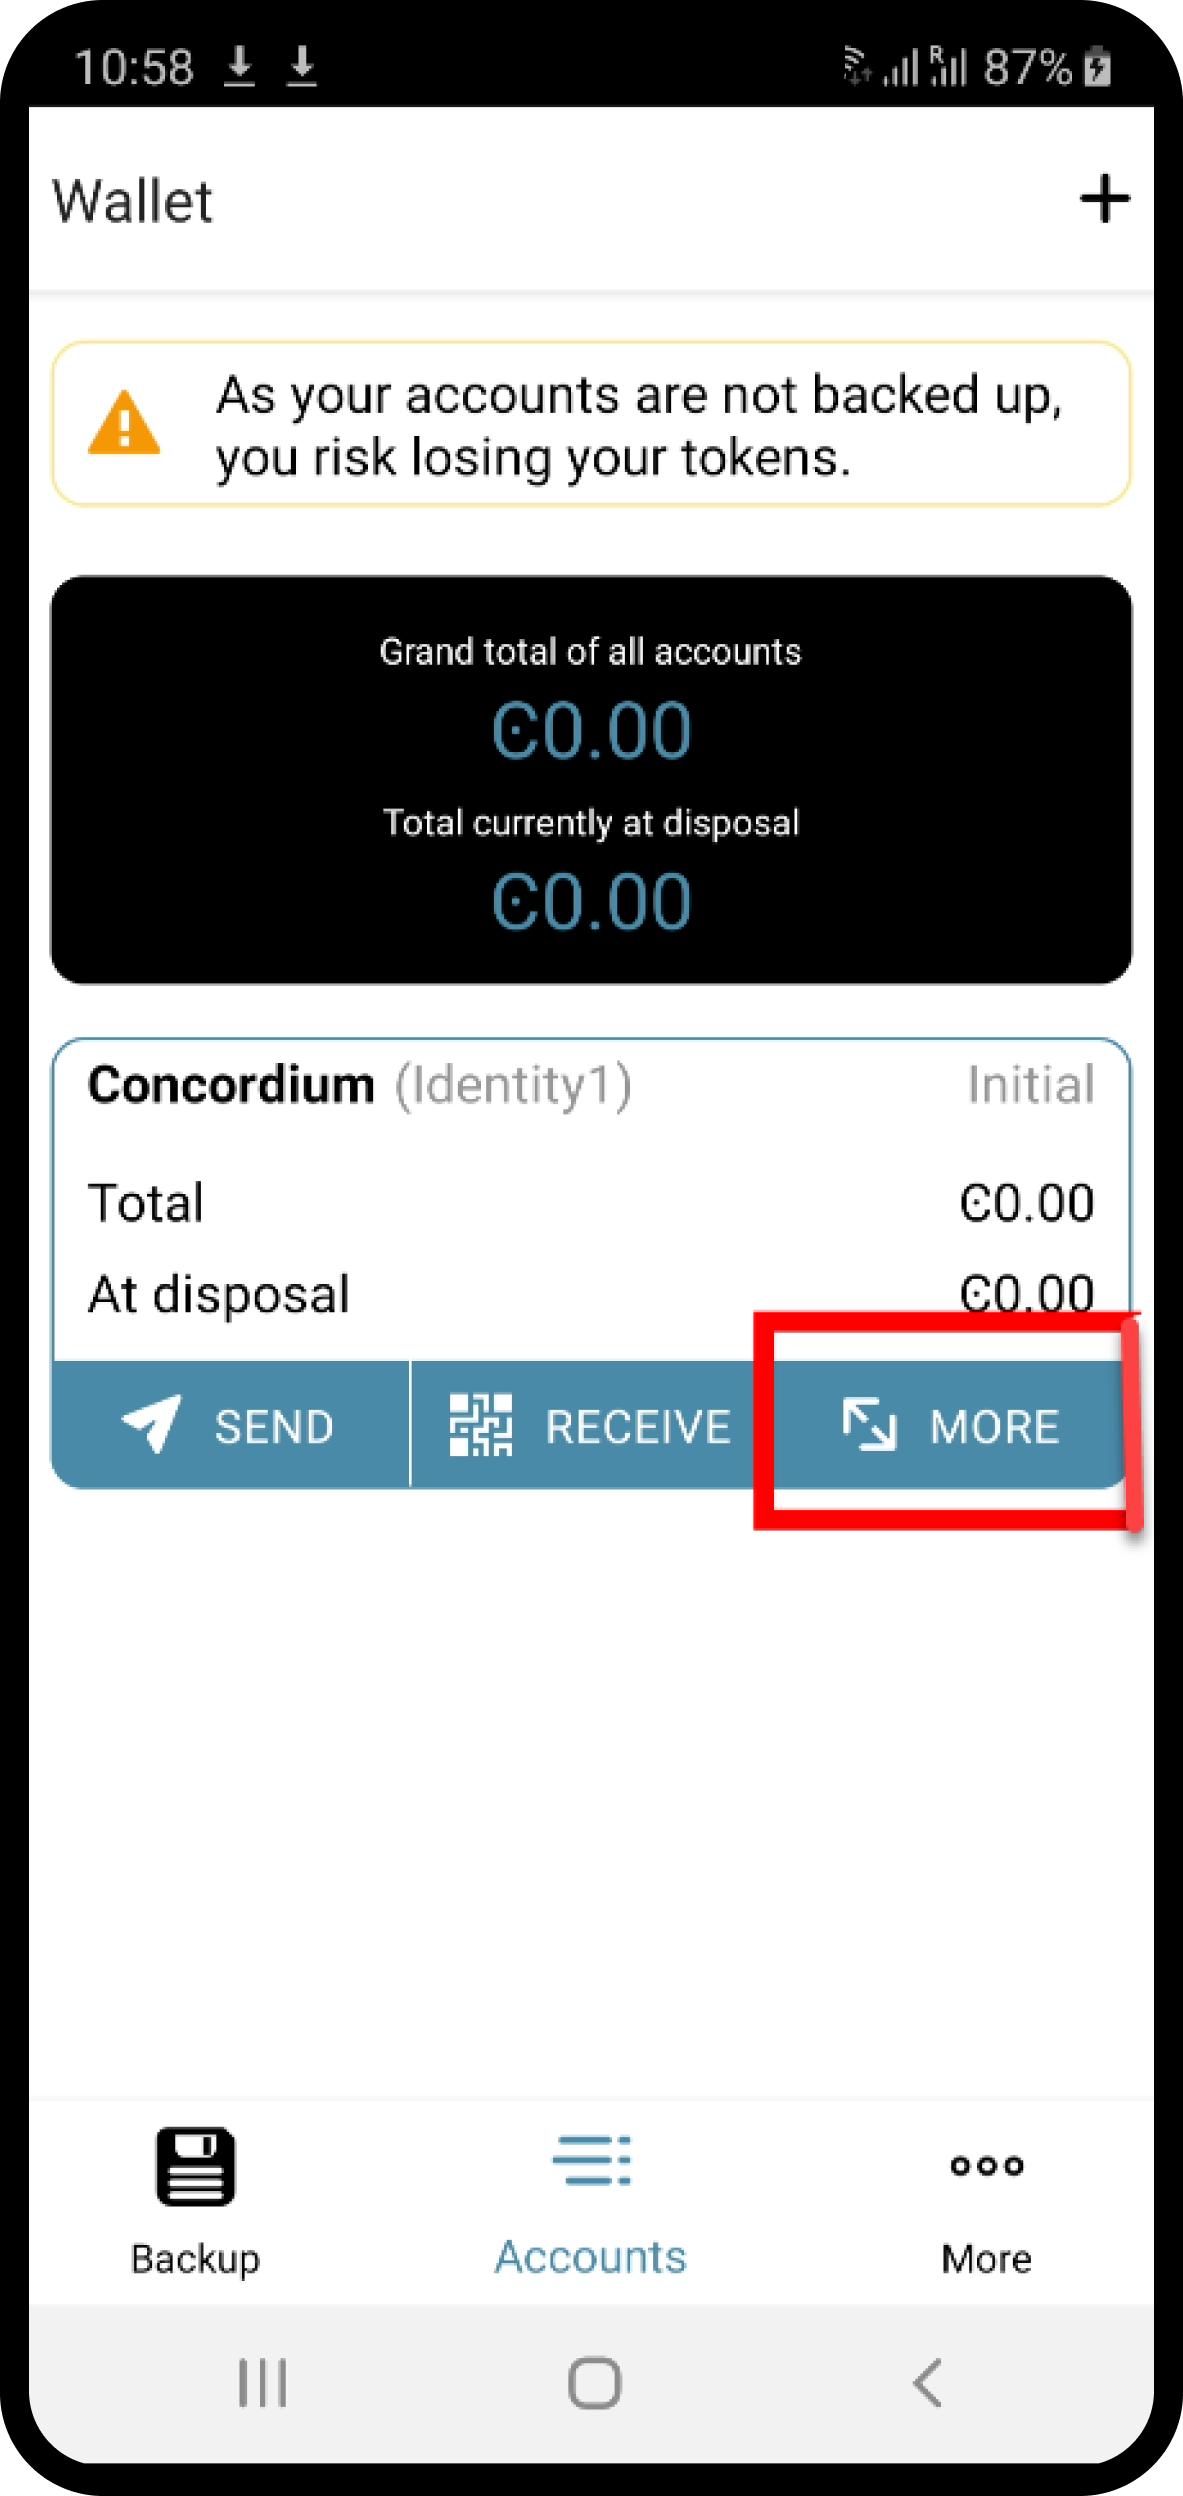 10:58
R 87%
Wallet
As your accounts are not backed up,
you risk losing your tokens.
Grand total of all accounts
Ͼ0.00
Total currently at disposal
Ͼ0.00
Concordium (Identity1) Initial
Total Ͼ0.00
At disposal Ͼ0.00
SEND RECEIVE MORE
Backup Accounts More